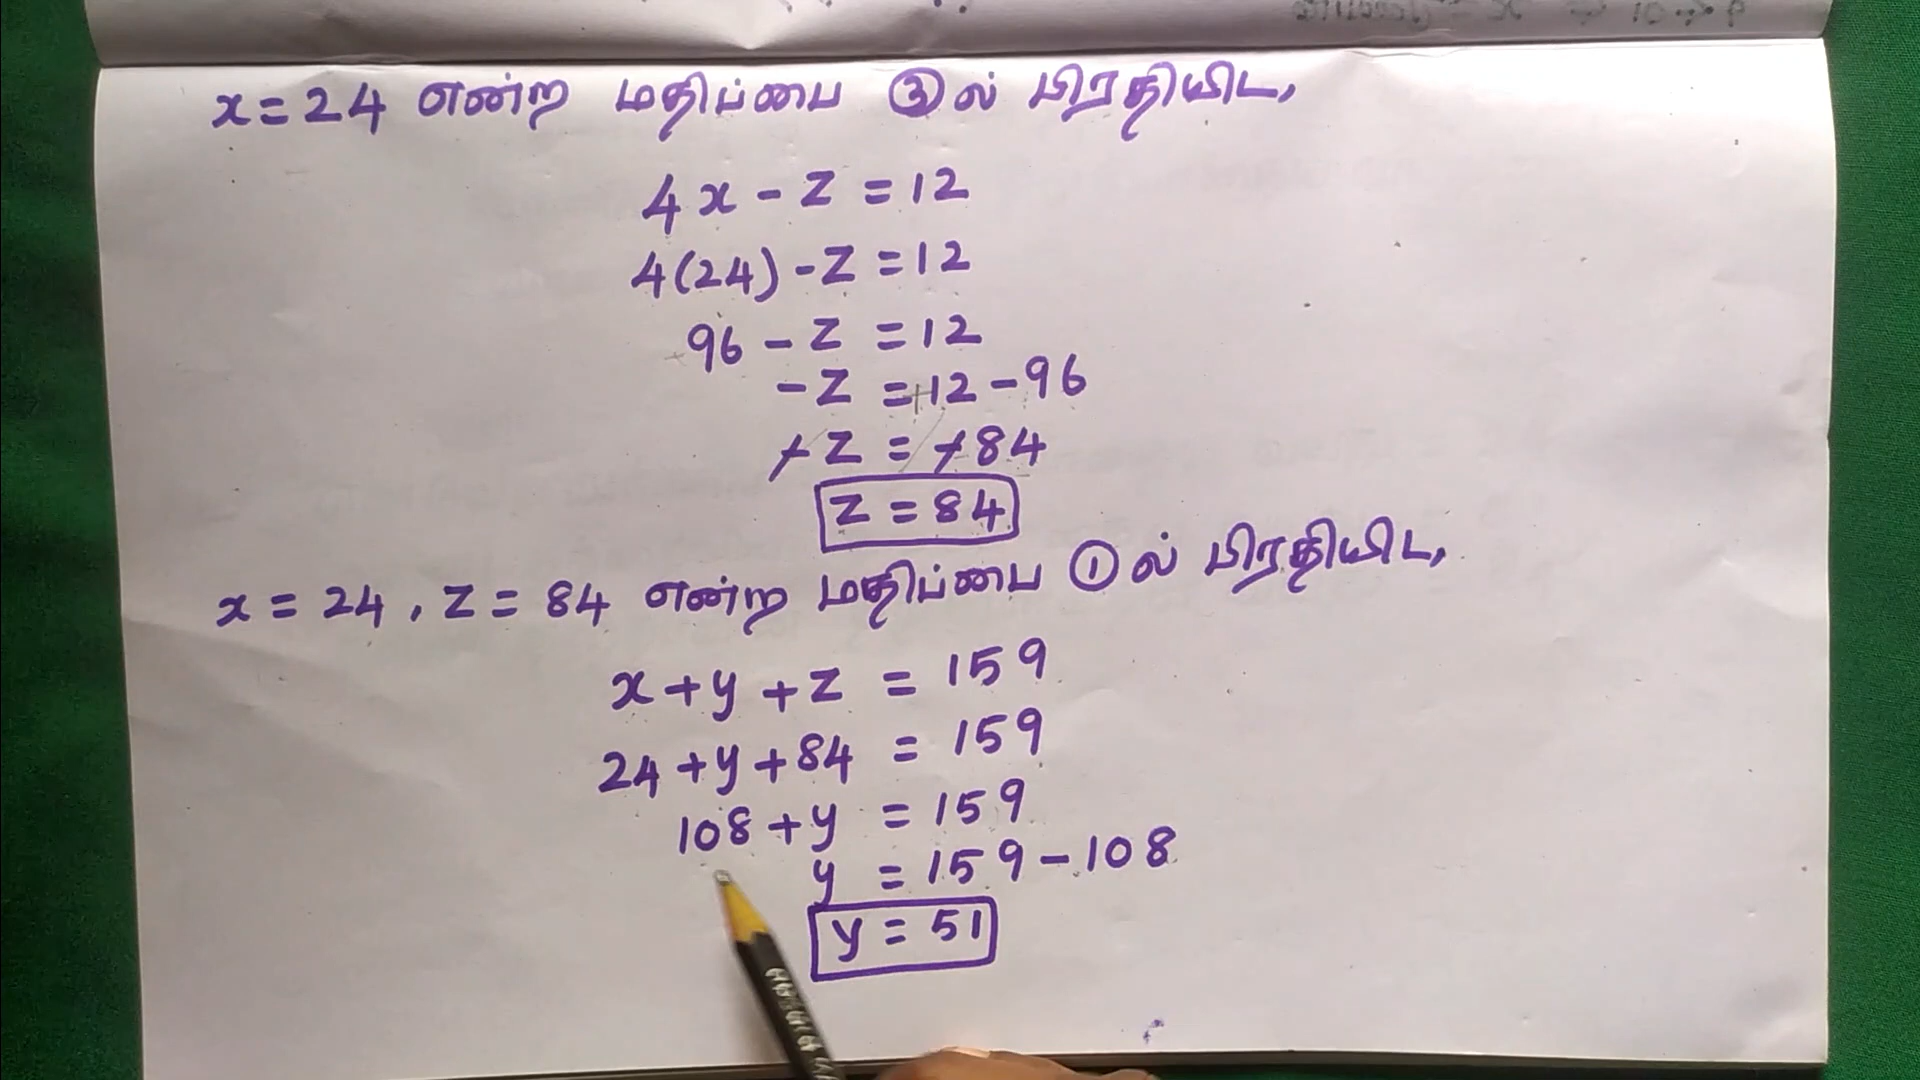 x = 24 என்ற மதிப்பை ③ல் பிரதியிட,
4x - z = 12
4(24) - z = 12
96 - z = 12
- z = +12 - 96
- z = - 84
z = 84
x = 24 , z = 84 என்ற மதிப்பை ①ல் பிரதியிட,
x + y + z = 159
24 + y + 84 = 159
108 + y = 159
y = 159 - 108
y = 51